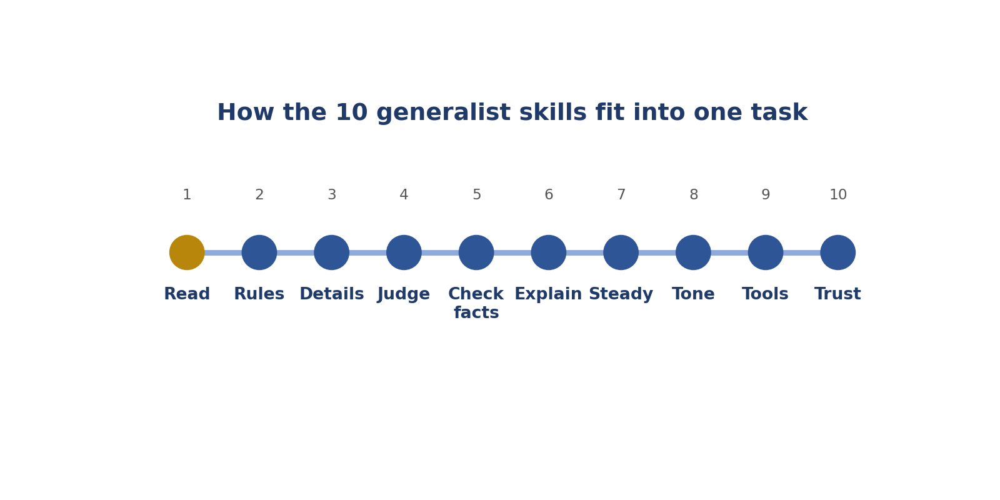 How the 10 generalist skills fit into one task
1 2 3 4 5 6 7 8 9 10
Read Rules Details Judge Check facts Explain Steady Tone Tools Trust